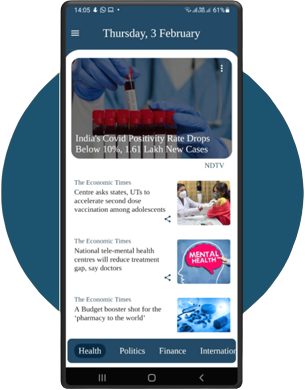 14:05
61%
Thursday, 3 February
India's Covid Positivity Rate Drops
Below 10%, 1.61 Lakh New Cases
NDTV
The Economic Times
Centre asks states, UTs to
accelerate second dose
vaccination among adolescents
The Economic Times
National tele-mental health
centres will reduce treatment
gap, say doctors
MENTAL
HEALTH
The Economic Times
A Budget booster shot for the
‘pharmacy to the world’
Health Politics Finance Internation